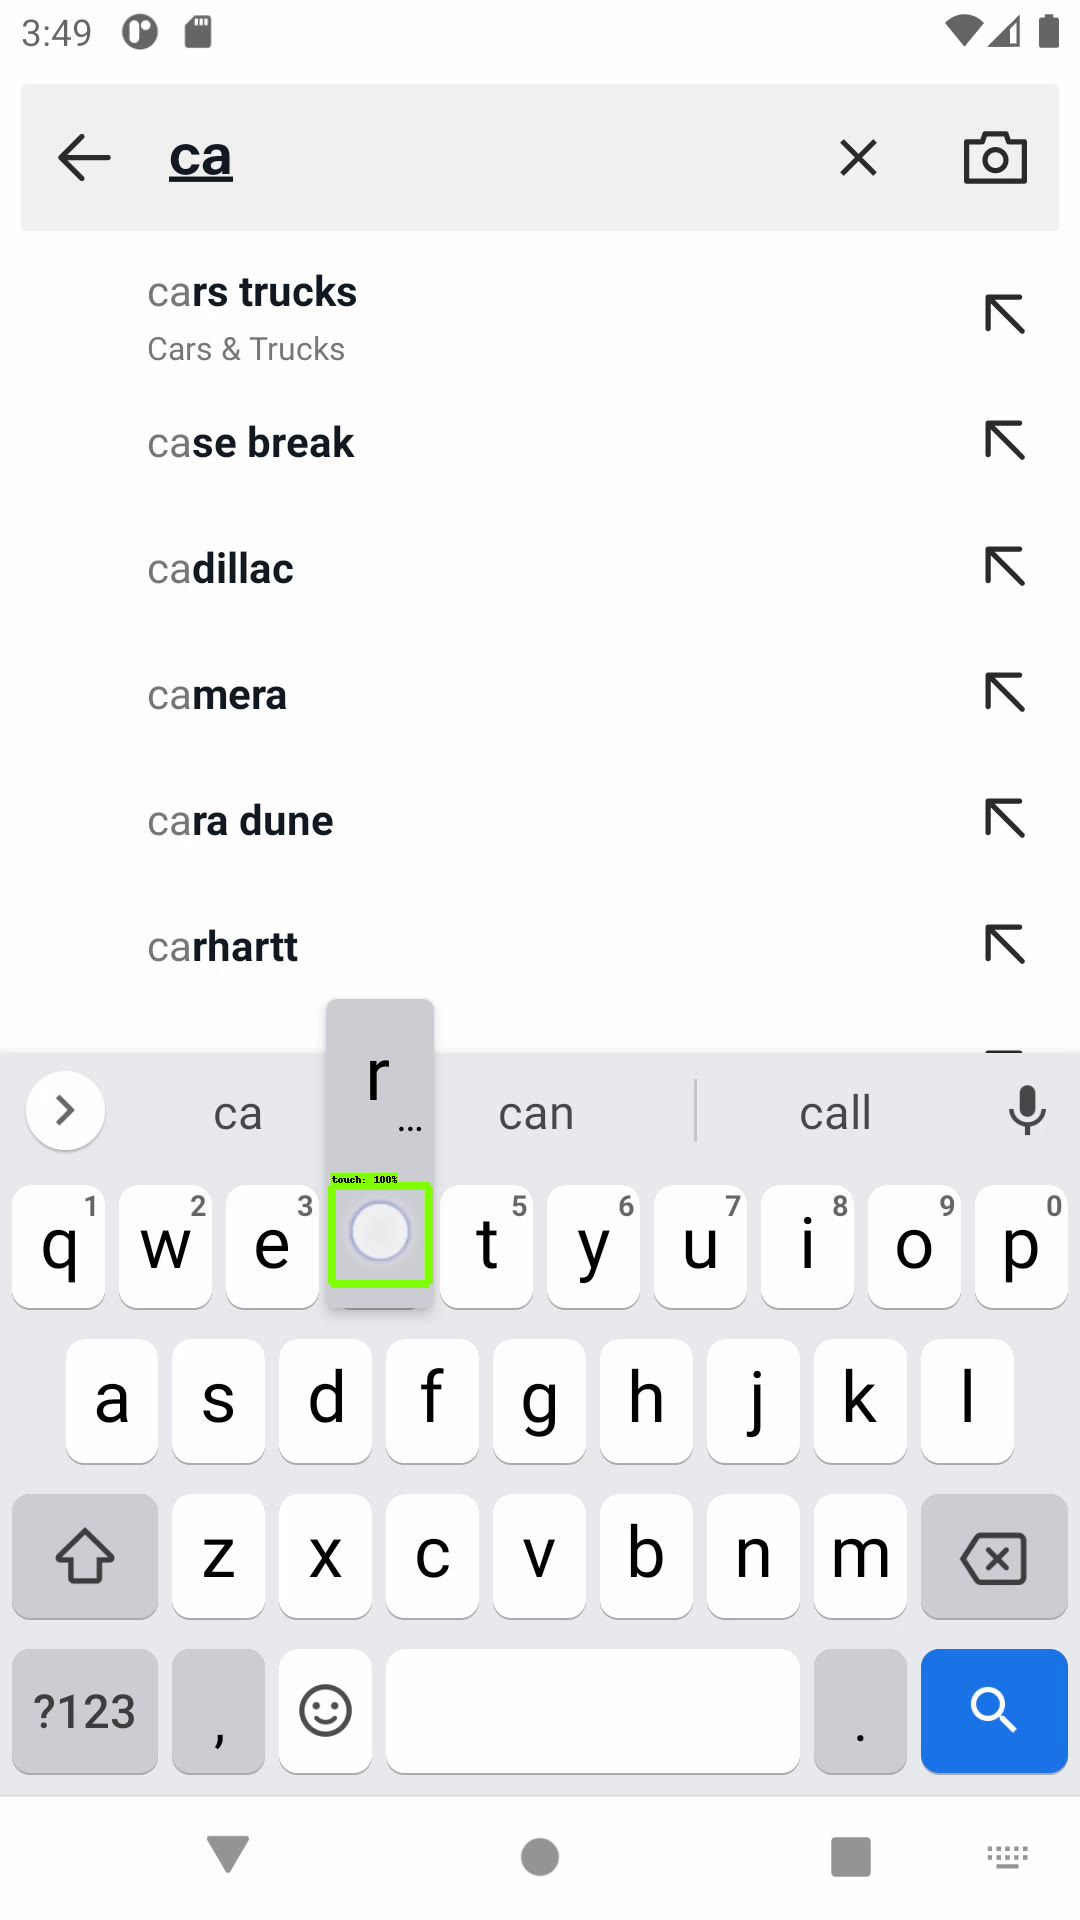 3:49
ca
cars trucks
Cars & Trucks
case break
cadillac
camera
cara dune
carhartt
r
...
ca can call
touch: 100%
1 2 3 5 6 7 8 9 0
q w e t y u i o p
a s d f g h j k l
z x c v b n m
?123 , .